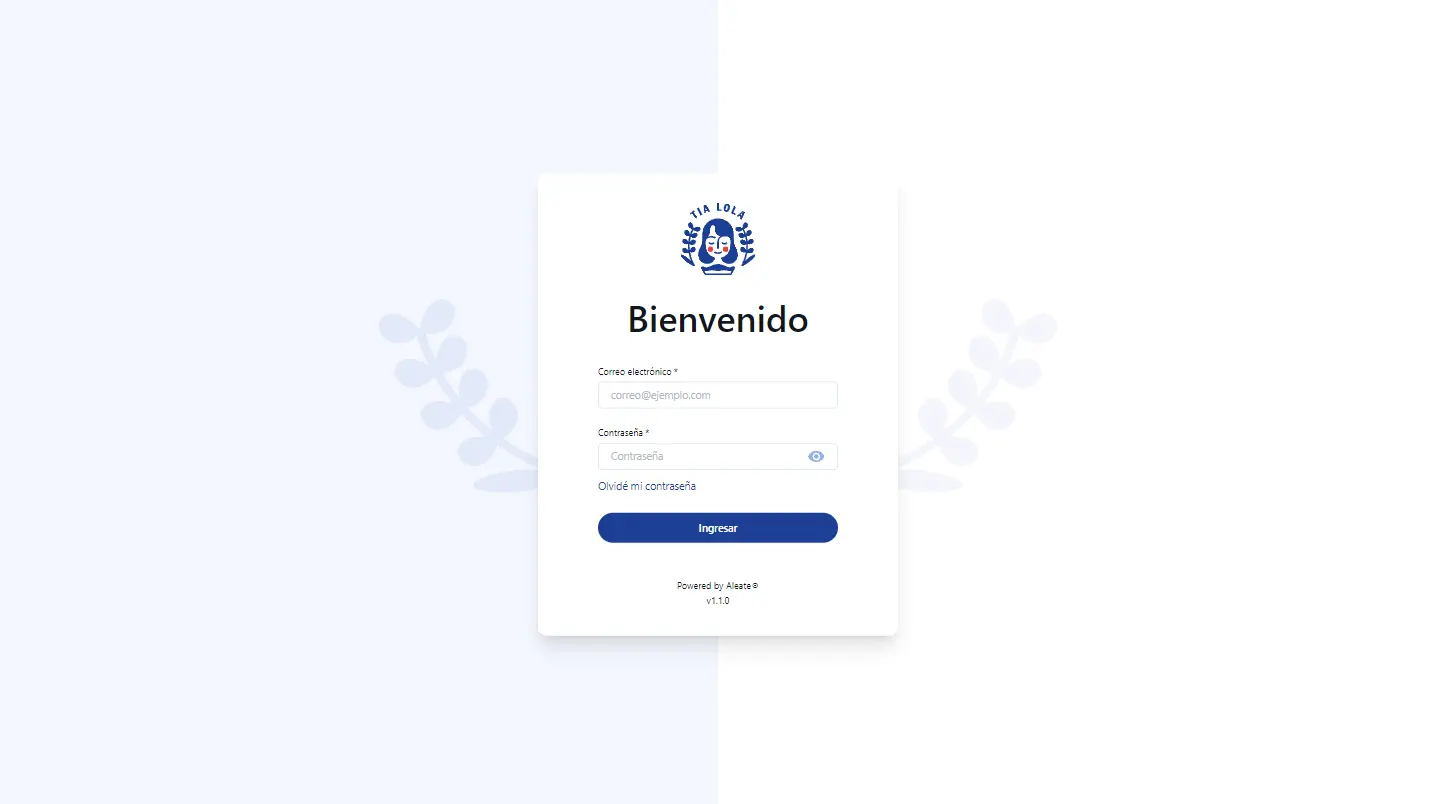 TIA LOLA
Bienvenido
Correo electrónico *
correo@ejemplo.com
Contraseña *
Contraseña
Olvidé mi contraseña
Ingresar
Powered by Aleate®
v1.1.0